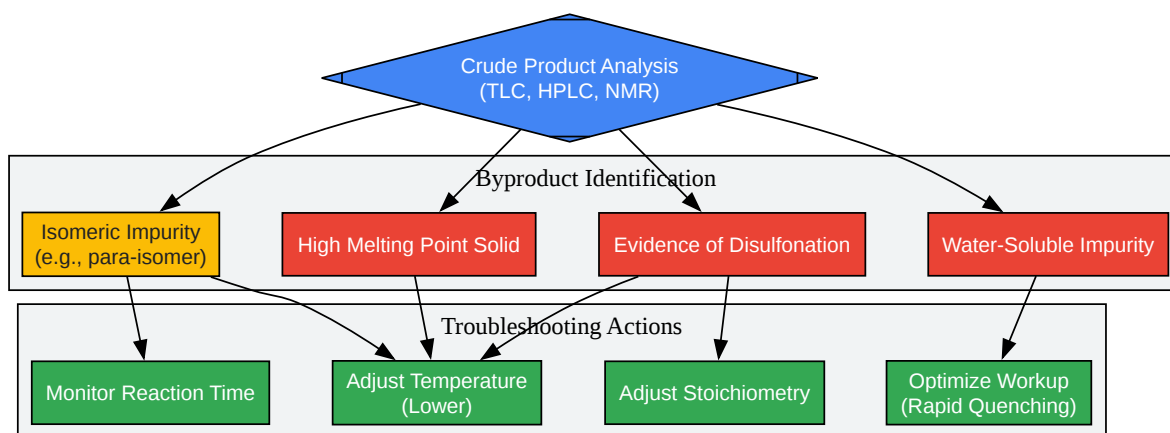 Crude Product Analysis
(TLC, HPLC, NMR)
Byproduct Identification
Isomeric Impurity
(e.g., para-isomer)
High Melting Point Solid
Evidence of Disulfonation
Water-Soluble Impurity
Troubleshooting Actions
Monitor Reaction Time
Adjust Temperature
(Lower)
Adjust Stoichiometry
Optimize Workup
(Rapid Quenching)